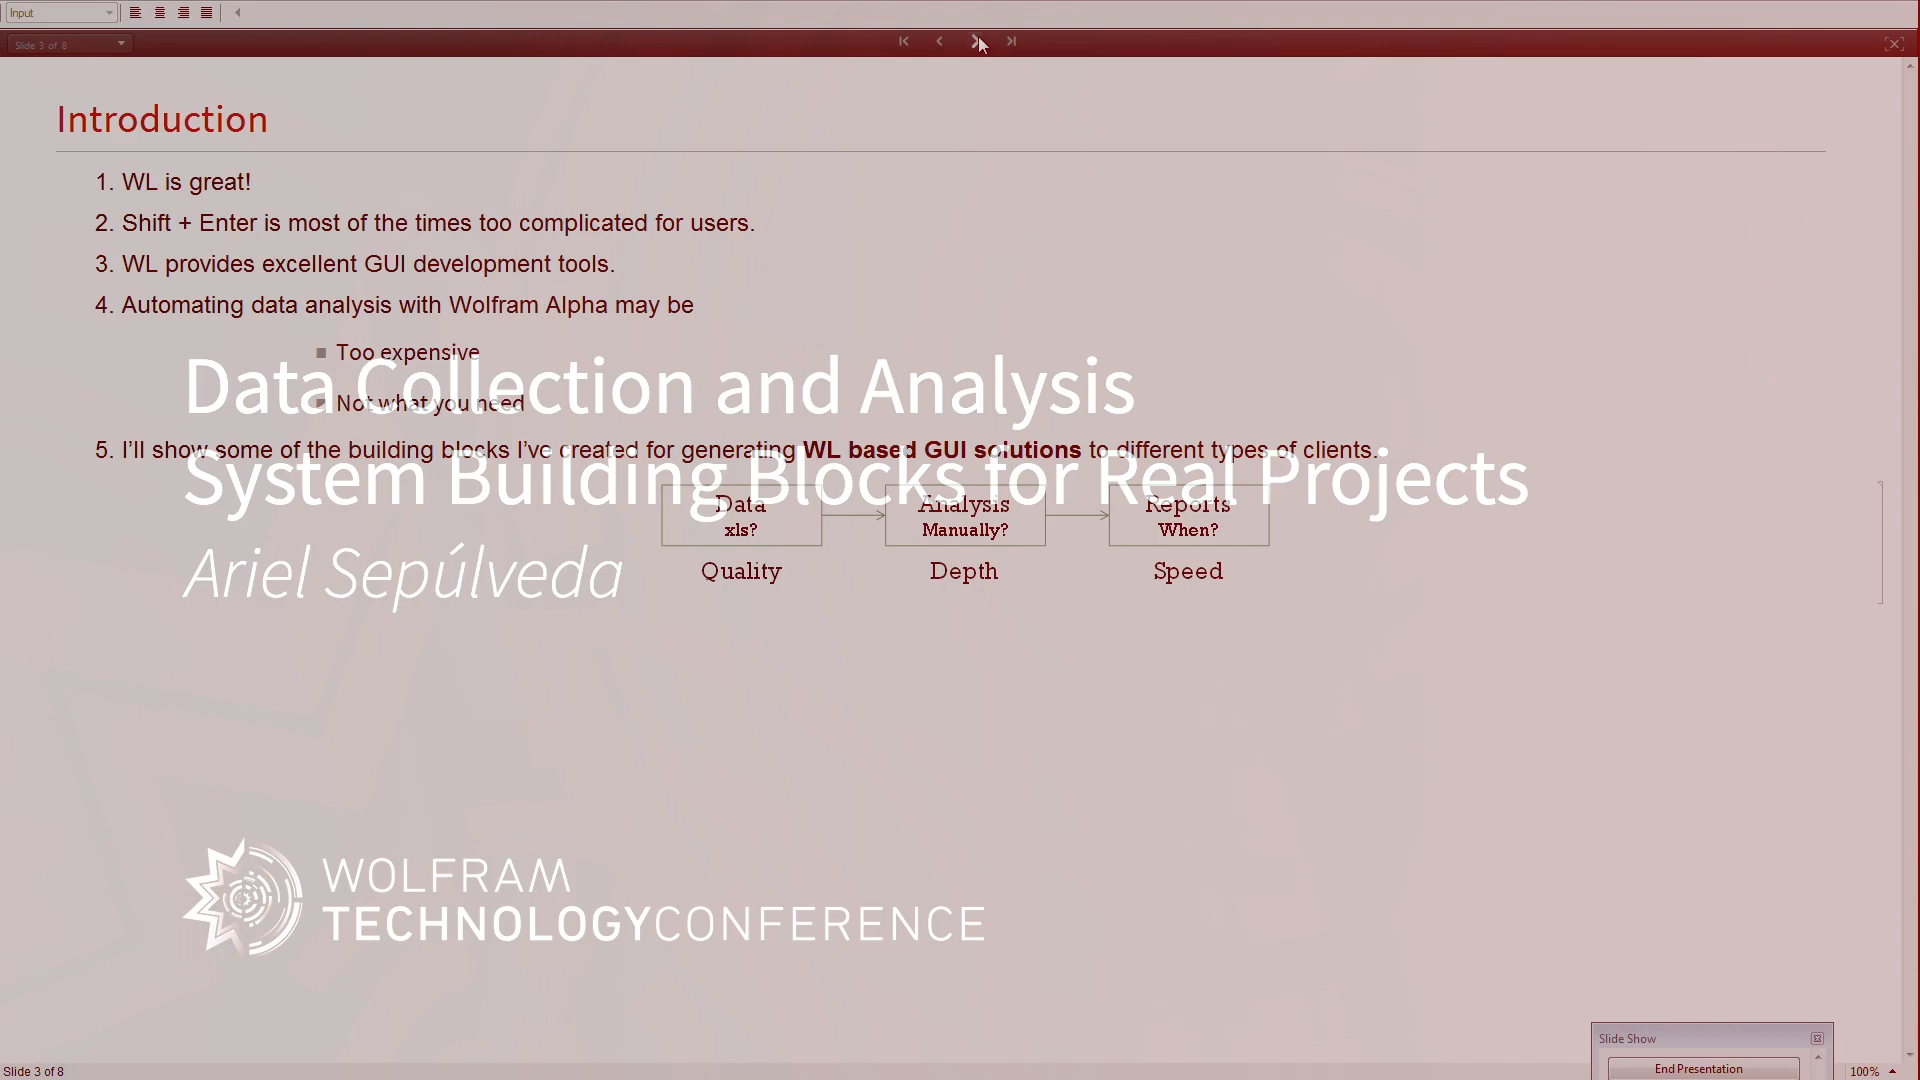 Input
Slide 3 of 8
Introduction
1. WL is great!
2. Shift + Enter is most of the times too complicated for users.
3. WL provides excellent GUI development tools.
4. Automating data analysis with Wolfram Alpha may be
Too expensive
Not what you need
5. I'll show some of the building blocks I've created for generating WL based GUI solutions to different types of clients.
Data Collection and Analysis
System Building Blocks for Real Projects
Ariel Sepúlveda
Data
xls?
Quality
Analysis
Manually?
Depth
Reports
When?
Speed
WOLFRAM
TECHNOLOGYCONFERENCE
Slide Show
End Presentation
Slide 3 of 8
100%